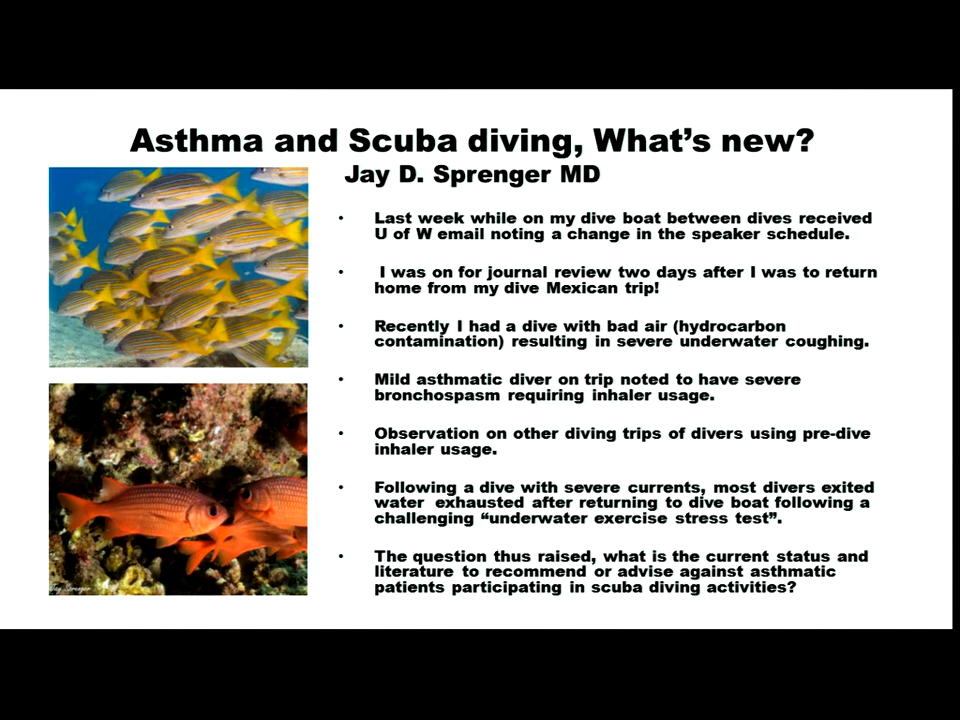 Asthma and Scuba diving, What's new?
Jay D. Sprenger MD
• Last week while on my dive boat between dives received
U of W email noting a change in the speaker schedule.
• I was on for journal review two days after I was to return
home from my dive Mexican trip!
• Recently I had a dive with bad air (hydrocarbon
contamination) resulting in severe underwater coughing.
• Mild asthmatic diver on trip noted to have severe
bronchospasm requiring inhaler usage.
• Observation on other diving trips of divers using pre-dive
inhaler usage.
• Following a dive with severe currents, most divers exited
water exhausted after returning to dive boat following a
challenging “underwater exercise stress test”.
• The question thus raised, what is the current status and
literature to recommend or advise against asthmatic
patients participating in scuba diving activities?
Jay Sprenger